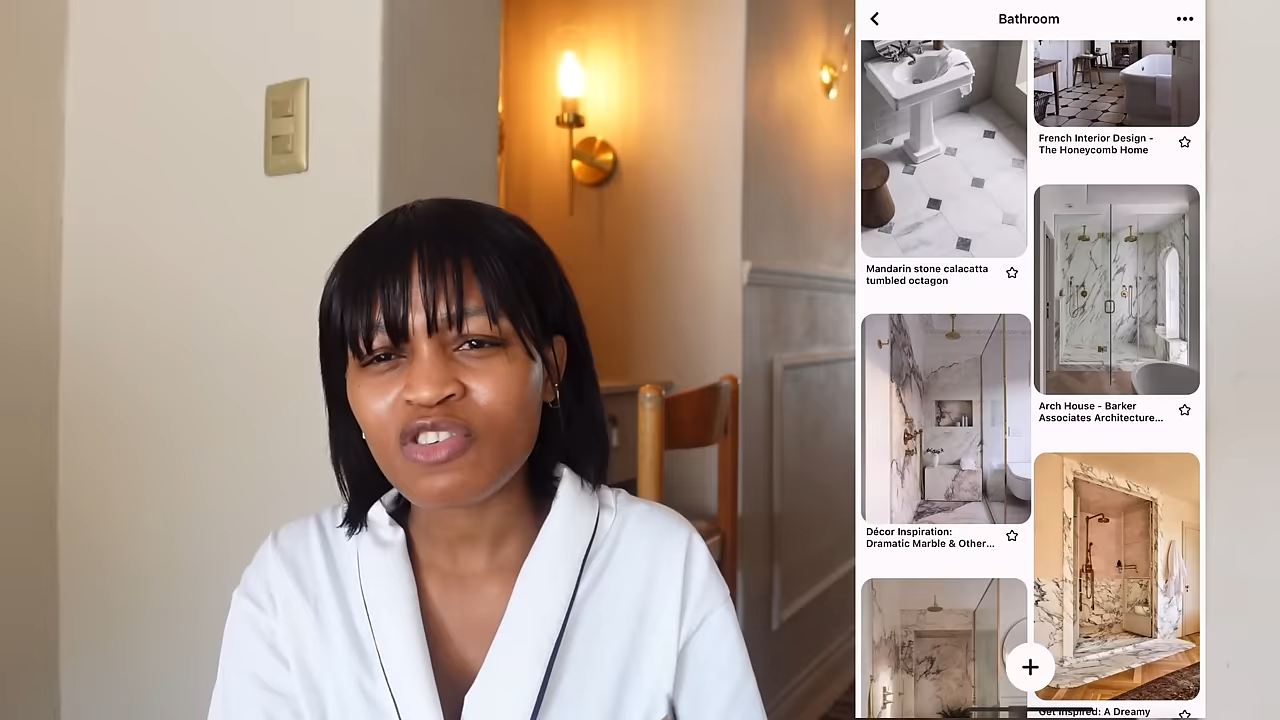 Bathroom
French Interior Design -
The Honeycomb Home
Mandarin stone calacatta
tumbled octagon
Arch House - Barker
Associates Architecture...
Décor Inspiration:
Dramatic Marble & Other...
Get Inspired: A Dreamy